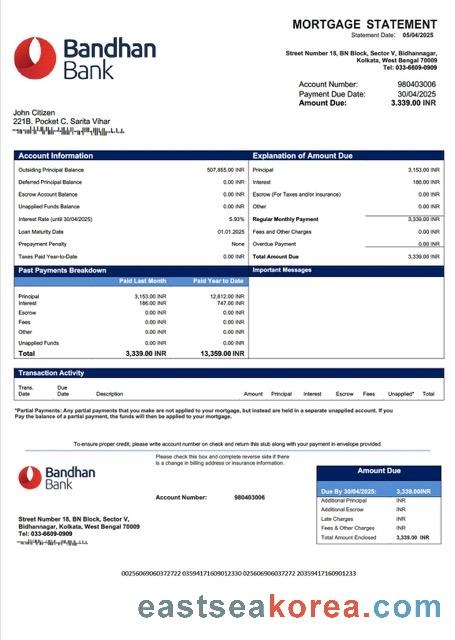 Bandhan
Bank
MORTGAGE STATEMENT
Statement Date: 05/04/2025
Street Number 18, BN Block, Sector V, Bidhannagar,
Kolkata, West Bengal 70009
Tel: 033-6609-0909
Account Number: 980403006
Payment Due Date: 30/04/2025
Amount Due: 3.339.00 INR
John Citizen
221B. Pocket C. Sarita Vihar
Account Information
Outsiding Principal Balance 507,855.00 INR
Deferred Principal Balance 0.00 INR
Escrow Account Balance 0.00 INR
Unapplied Funds Balance 0.00 INR
Interest Rate (until 30/04/2025) 5.93%
Loan Maturity Date 01.01.2025
Prepayment Penalty None
Taxes Paid Year-to-Date 0.00 INR
Explanation of Amount Due
Principal 3,153.00 INR
Interest 186.00 INR
Escrow (For Taxes and/or Insurance) 0.00 INR
Other 0.00 INR
Regular Monthly Payment 3,339.00 INR
Fees and Other Charges 0.00 INR
Overdue Payment 0.00 INR
Total Amount Due 3,339.00 INR
Past Payments Breakdown
Paid Last Month Paid Year to Date
Principal 3,153.00 INR 12,612.00 INR
Interest 186.00 INR 747.00 INR
Escrow 0.00 INR 0.00 INR
Fees 0.00 INR 0.00 INR
Other 0.00 INR 0.00 INR
Unapplied Funds 0.00 INR 0.00 INR
Total 3,339.00 INR 13,359.00 INR
Important Messages
Transaction Activity
Trans. Date Due Date Description Amount Principal Interest Escrow Fees Unapplied* Total
*Partial Payments: Any partial payments that you make are not applied to your mortgage, but instead are held in a separate unapplied account. If you
Pay the balance of a partial payment, the funds will then be applied to your mortgage.
To ensure proper credit, please write account number on check and return this stub along with your payment in envelope provided.
Bandhan
Bank
Please check this box and complete reverse side if there
is a change in billing address or insurance information.
Account Number: 980403006
Street Number 18, BN Block, Sector V,
Bidhannagar, Kolkata, West Bengal 70009
Tel: 033-6609-0909
Amount Due
Due By 30/04/2025: 3,339.00INR
Additional Principal INR
Additional Escrow INR
Late Charges INR
Fees & Other Charges INR
Total Amount Enclosed 3,339.00 INR
00256069060372722 03594171609012330 025606906037272 20359417160901233
eastseakorea.com